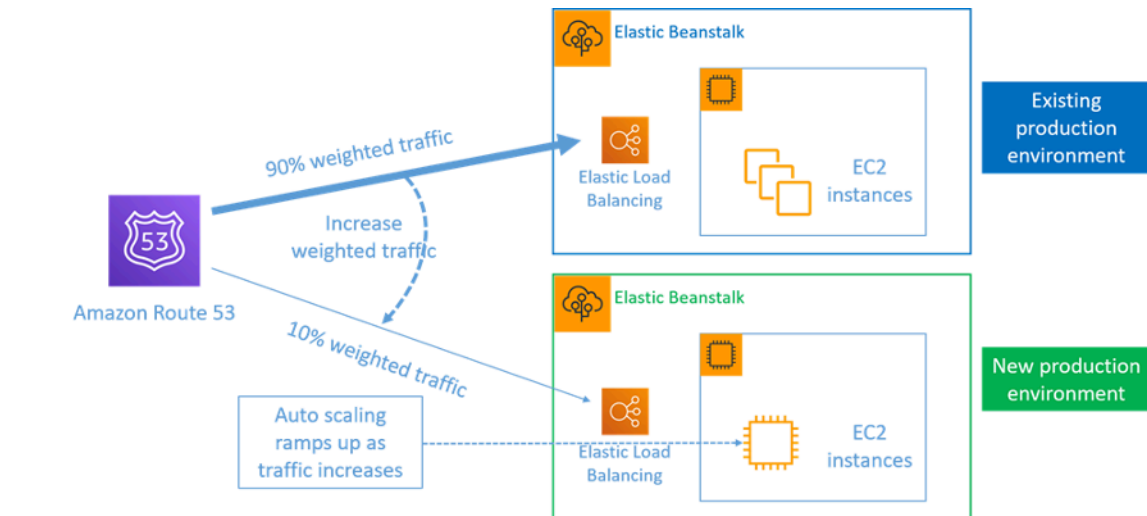 Elastic Beanstalk
Existing
production
environment
90% weighted traffic
Elastic Load
Balancing
EC2
instances
Increase
weighted traffic
53
Amazon Route 53
10% weighted traffic
Elastic Beanstalk
New production
environment
Auto scaling
ramps up as
traffic increases
Elastic Load
Balancing
EC2
instances